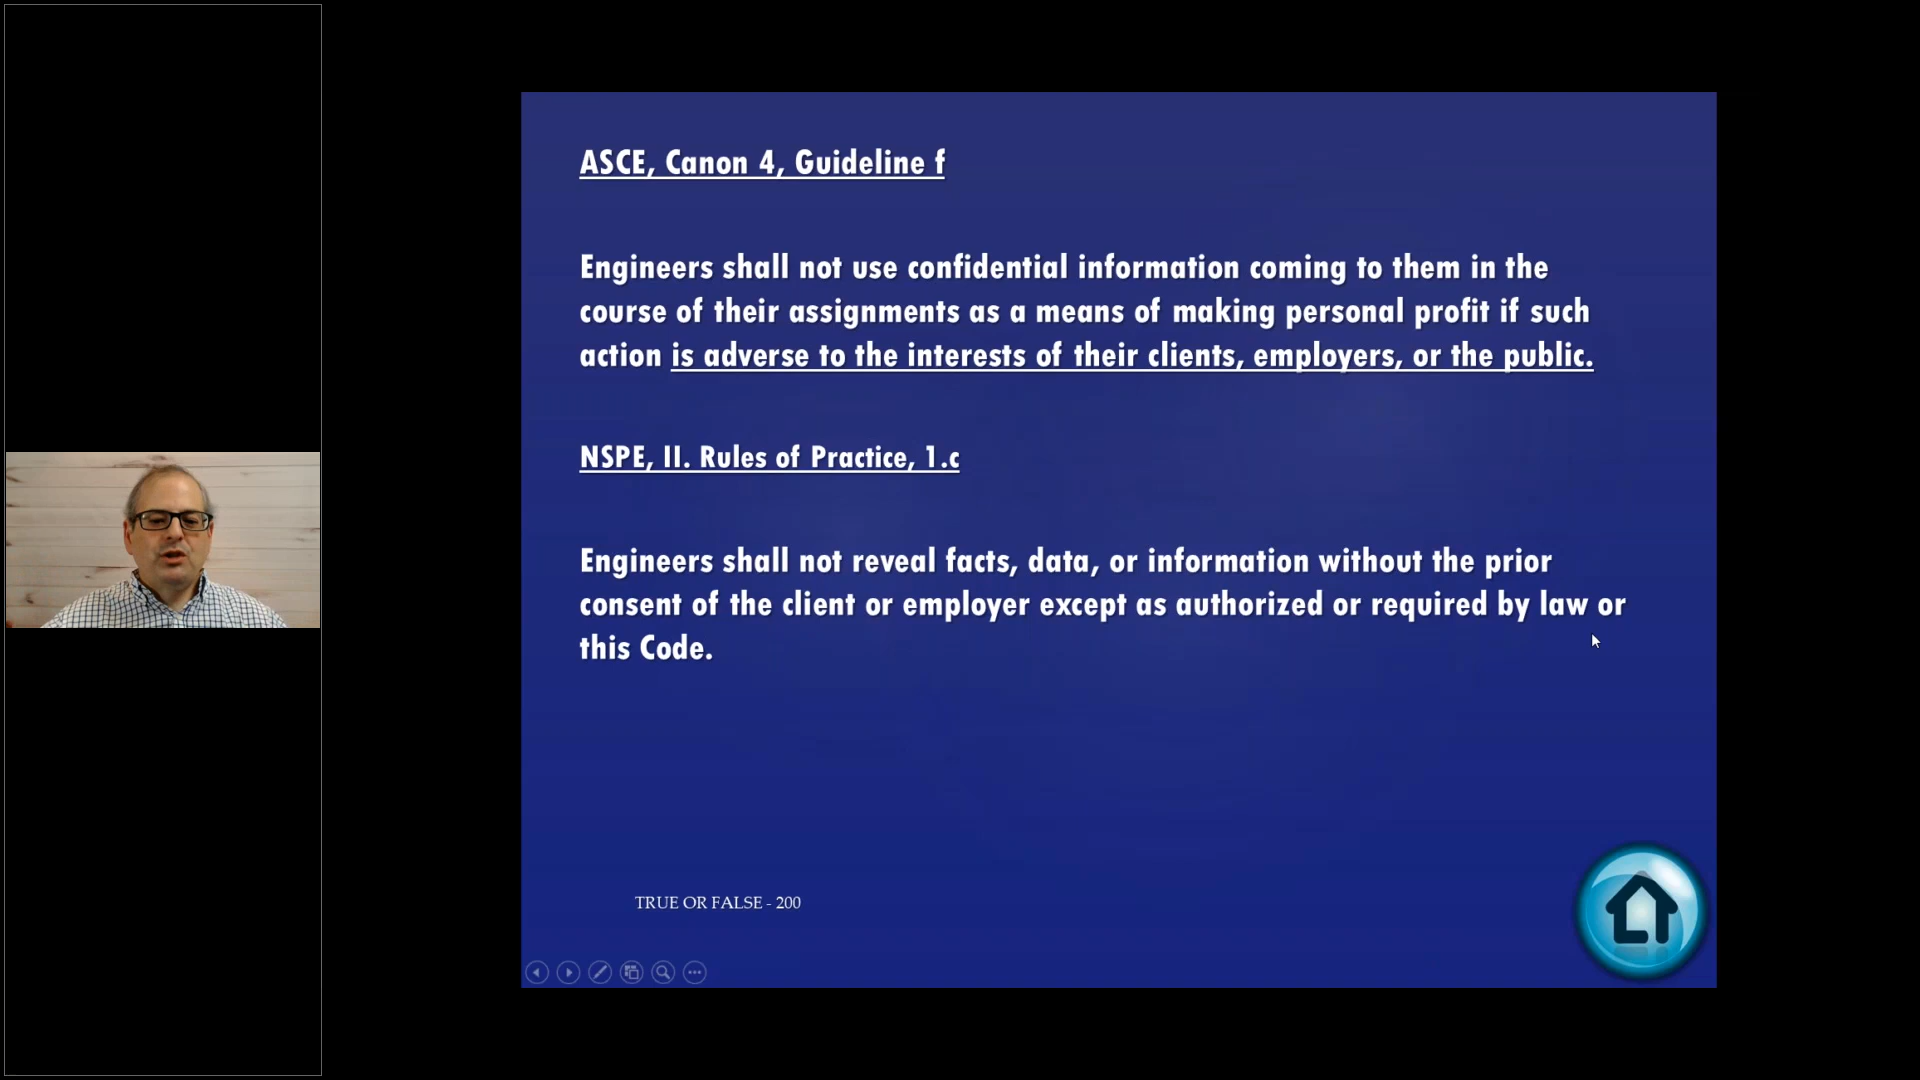 ASCE, Canon 4, Guideline f
Engineers shall not use confidential information coming to them in the
course of their assignments as a means of making personal profit if such
action is adverse to the interests of their clients, employers, or the public.
NSPE, II. Rules of Practice, 1.c
Engineers shall not reveal facts, data, or information without the prior
consent of the client or employer except as authorized or required by law or
this Code.
TRUE OR FALSE - 200